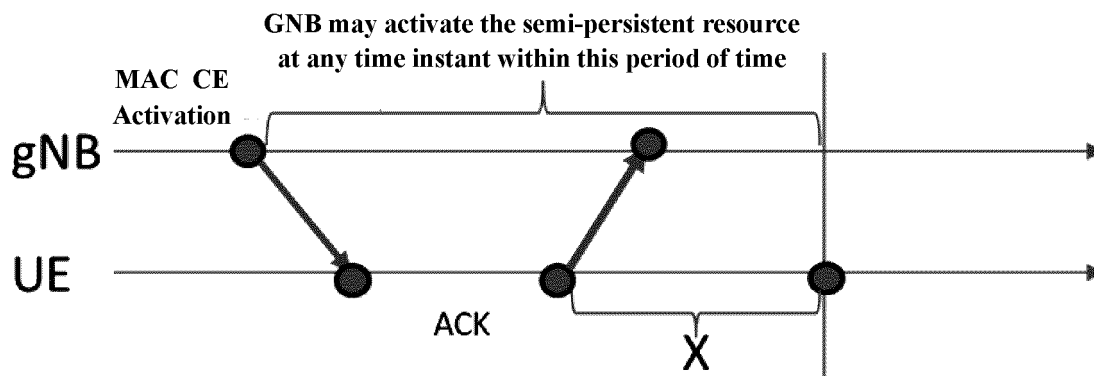 GNB may activate the semi-persistent resource
at any time instant within this period of time
MAC CE
Activation
gNB
UE
ACK
X